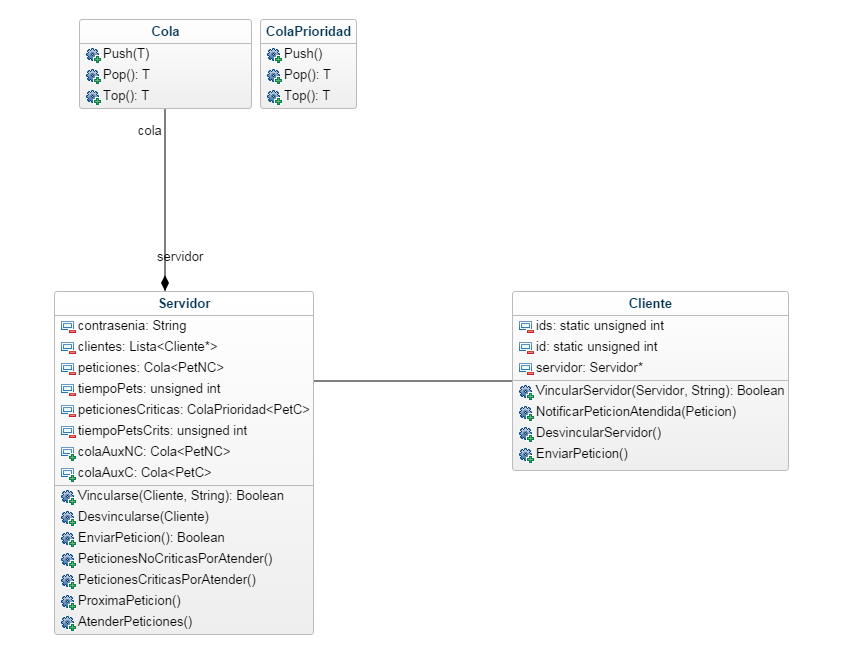 Cola
Push(T)
Pop(): T
Top(): T
ColaPrioridad
Push()
Pop(): T
Top(): T
cola
servidor
Servidor
contrasenia: String
clientes: Lista<Cliente*>
peticiones: Cola<PetNC>
tiempoPets: unsigned int
peticionesCriticas: ColaPrioridad<PetC>
tiempoPetsCrits: unsigned int
colaAuxNC: Cola<PetNC>
colaAuxC: Cola<PetC>
Vincularse(Cliente, String): Boolean
Desvincularse(Cliente)
EnviarPeticion(): Boolean
PeticionesNoCriticasPorAtender()
PeticionesCriticasPorAtender()
ProximaPeticion()
AtenderPeticiones()
Cliente
ids: static unsigned int
id: static unsigned int
servidor: Servidor*
VincularServidor(Servidor, String): Boolean
NotificarPeticionAtendida(Peticion)
DesvincularServidor()
EnviarPeticion()